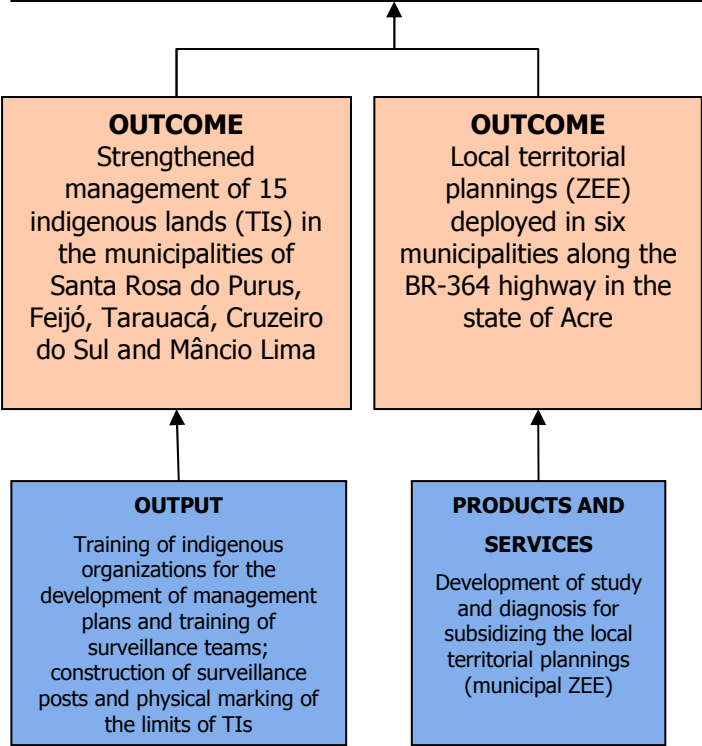 OUTCOME
Strengthened
management of 15
indigenous lands (TIs) in
the municipalities of
Santa Rosa do Purus,
Feijó, Tarauacá, Cruzeiro
do Sul and Mâncio Lima
OUTCOME
Local territorial
plannings (ZEE)
deployed in six
municipalities along the
BR-364 highway in the
state of Acre
OUTPUT
Training of indigenous
organizations for the
development of management
plans and training of
surveillance teams;
construction of surveillance
posts and physical marking of
the limits of TIs
PRODUCTS AND
SERVICES
Development of study
and diagnosis for
subsidizing the local
territorial plannings
(municipal ZEE)